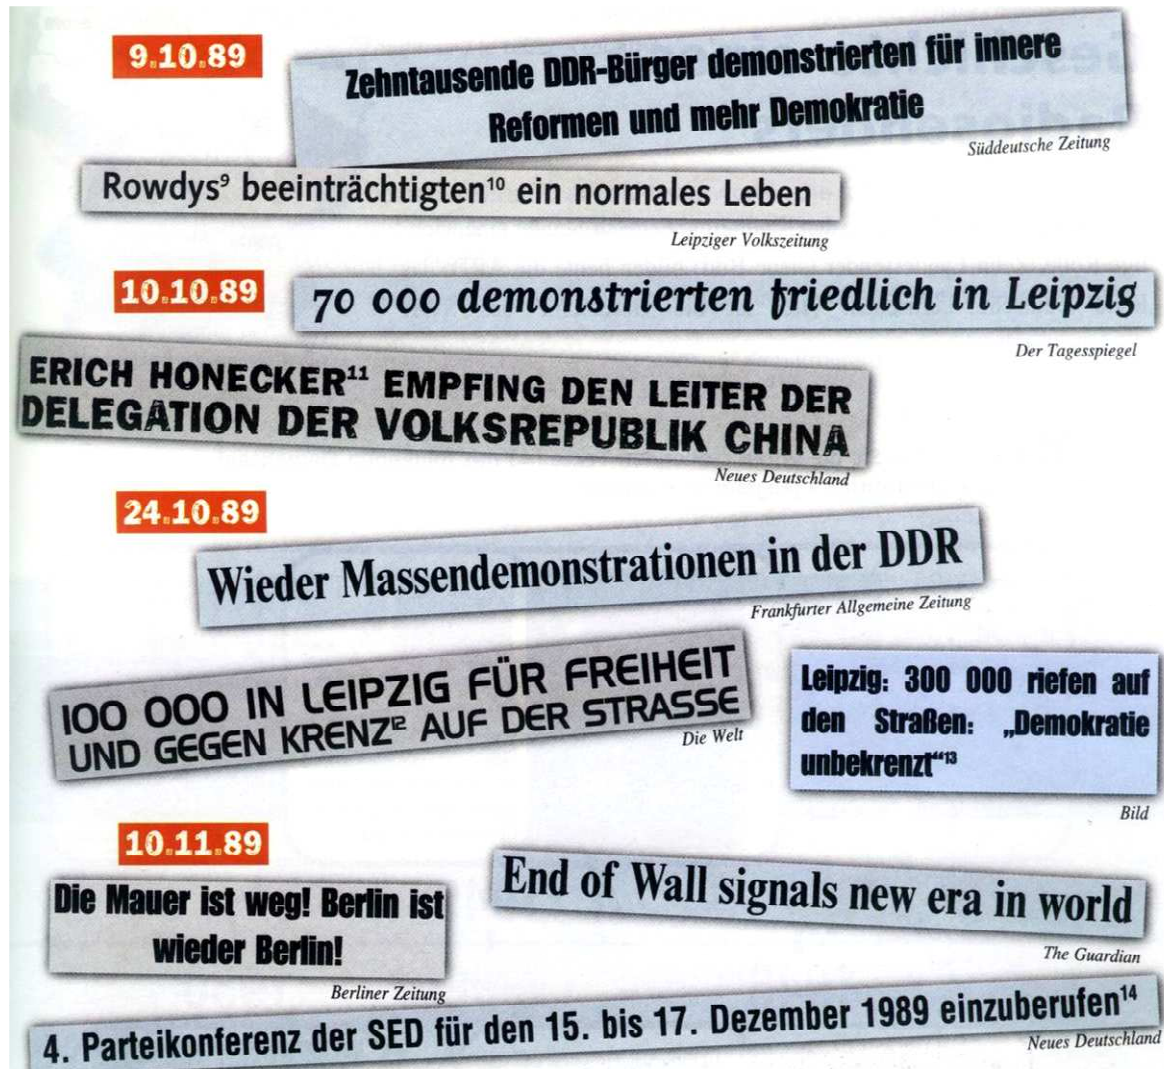 9.10.89
Zehntausende DDR-Bürger demonstrierten für innere
Reformen und mehr Demokratie
Süddeutsche Zeitung
Rowdys⁹ beeinträchtigten¹⁰ ein normales Leben
Leipziger Volkszeitung
10.10.89
70 000 demonstrierten friedlich in Leipzig
Der Tagesspiegel
ERICH HONECKER¹¹ EMPFING DEN LEITER DER
DELEGATION DER VOLKSREPUBLIK CHINA
Neues Deutschland
24.10.89
Wieder Massendemonstrationen in der DDR
Frankfurter Allgemeine Zeitung
100 000 IN LEIPZIG FÜR FREIHEIT
UND GEGEN KRENZ¹² AUF DER STRASSE
Die Welt
Leipzig: 300 000 riefen auf
den Straßen: „Demokratie
unbekrenzt“¹³
Bild
10.11.89
Die Mauer ist weg! Berlin ist
wieder Berlin!
Berliner Zeitung
End of Wall signals new era in world
The Guardian
4. Parteikonferenz der SED für den 15. bis 17. Dezember 1989 einzuberufen¹⁴
Neues Deutschland